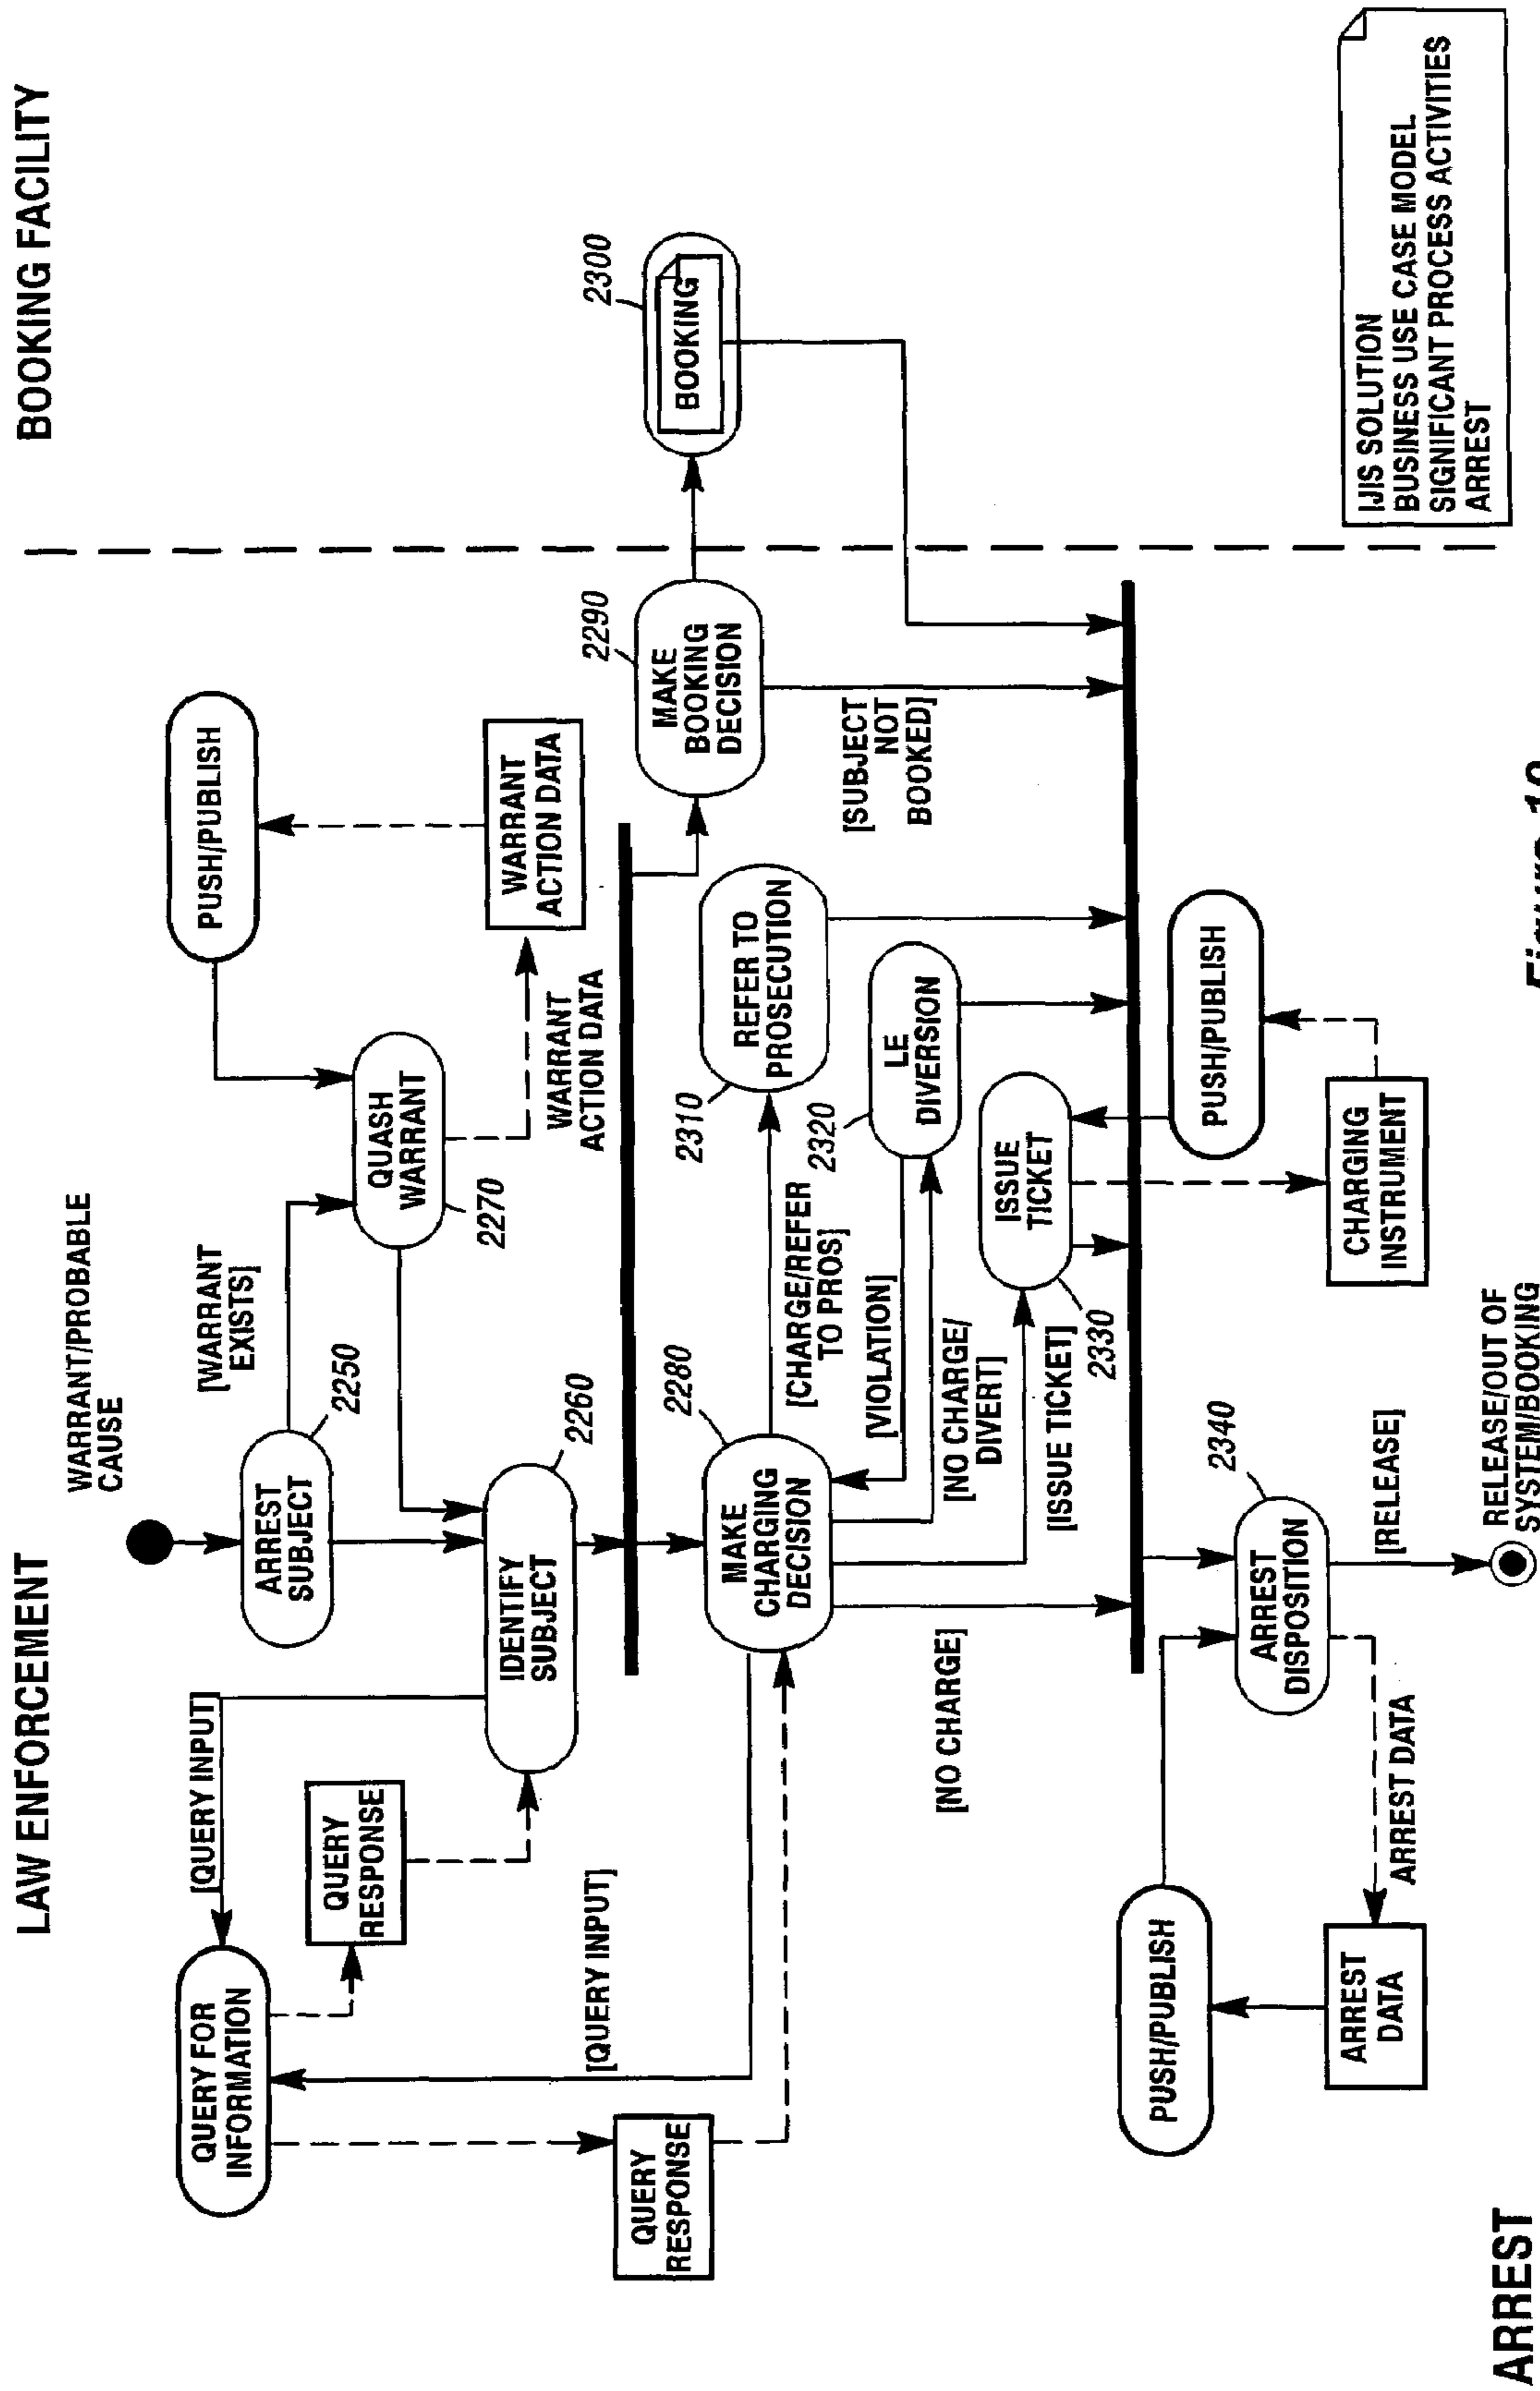 LAW ENFORCEMENT
BOOKING FACILITY
WARRANT/PROBABLE
CAUSE
[WARRANT
EXISTS]
ARREST
SUBJECT
2250
QUASH
WARRANT
2270
PUSH/PUBLISH
WARRANT
ACTION DATA
WARRANT
ACTION DATA
[QUERY INPUT]
QUERY FOR
INFORMATION
QUERY
RESPONSE
IDENTIFY
SUBJECT
2260
[QUERY INPUT]
QUERY
RESPONSE
MAKE
CHARGING
DECISION
2280
[CHARGE/REFER
TO PROS]
REFER TO
PROSECUTION
2310
MAKE
BOOKING
DECISION
2290
BOOKING
2300
[SUBJECT
NOT
BOOKED]
[VIOLATION]
LE
DIVERSION
2320
[NO CHARGE/
DIVERT]
[ISSUE TICKET]
ISSUE
TICKET
2330
[NO CHARGE]
PUSH/PUBLISH
CHARGING
INSTRUMENT
PUSH/PUBLISH
ARREST
DISPOSITION
2340
ARREST
DATA
ARREST DATA
[RELEASE]
RELEASE/OUT OF
SYSTEM/BOOKING
IJIS SOLUTION
BUSINESS USE CASE MODEL
SIGNIFICANT PROCESS ACTIVITIES
ARREST
ARREST